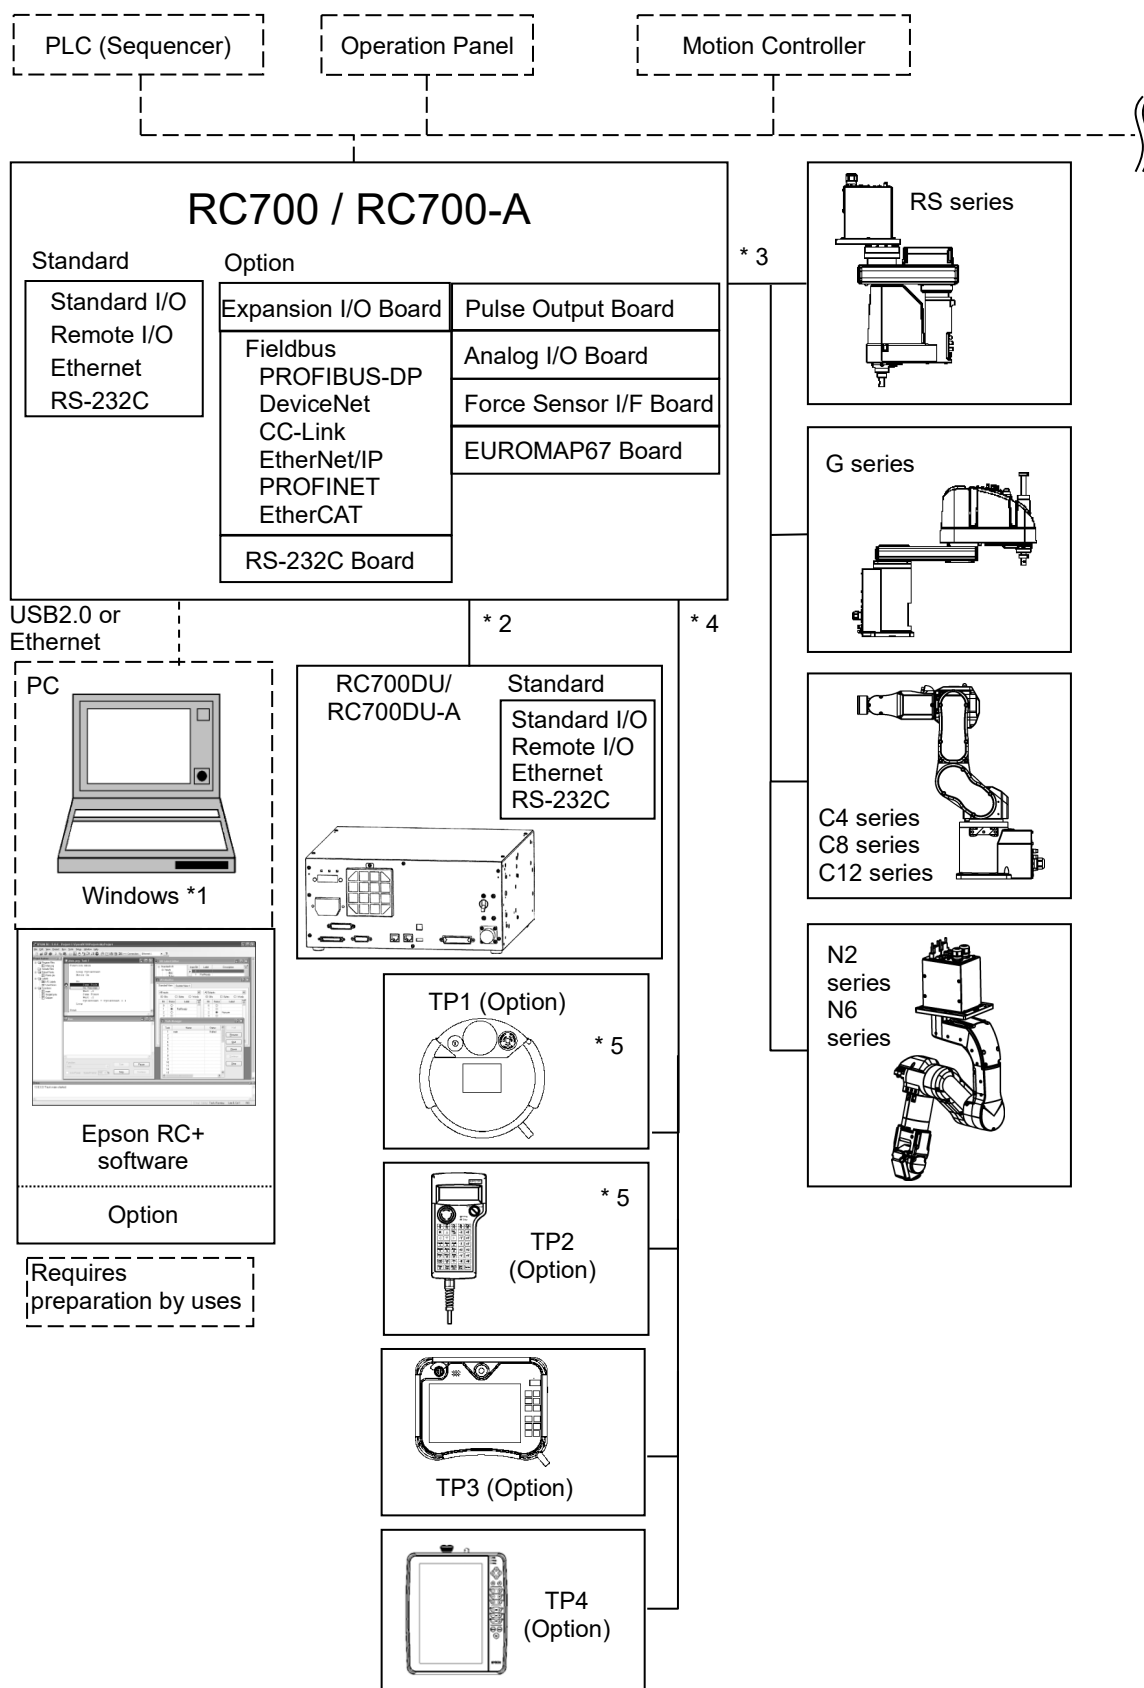 PLC (Sequencer)
Operation Panel
Motion Controller
RC700 / RC700-A
Standard
Standard I/O
Remote I/O
Ethernet
RS-232C
Option
Expansion I/O Board
Fieldbus
PROFIBUS-DP
DeviceNet
CC-Link
EtherNet/IP
PROFINET
EtherCAT
RS-232C Board
Pulse Output Board
Analog I/O Board
Force Sensor I/F Board
EUROMAP67 Board
* 3
RS series
G series
C4 series
C8 series
C12 series
N2
series
N6
series
USB2.0 or
Ethernet
* 2
* 4
PC
Windows *1
Epson RC+
software
Option
Requires
preparation by uses
RC700DU/
RC700DU-A
Standard
Standard I/O
Remote I/O
Ethernet
RS-232C
TP1 (Option)
* 5
* 5
TP2
(Option)
TP3 (Option)
TP4
(Option)